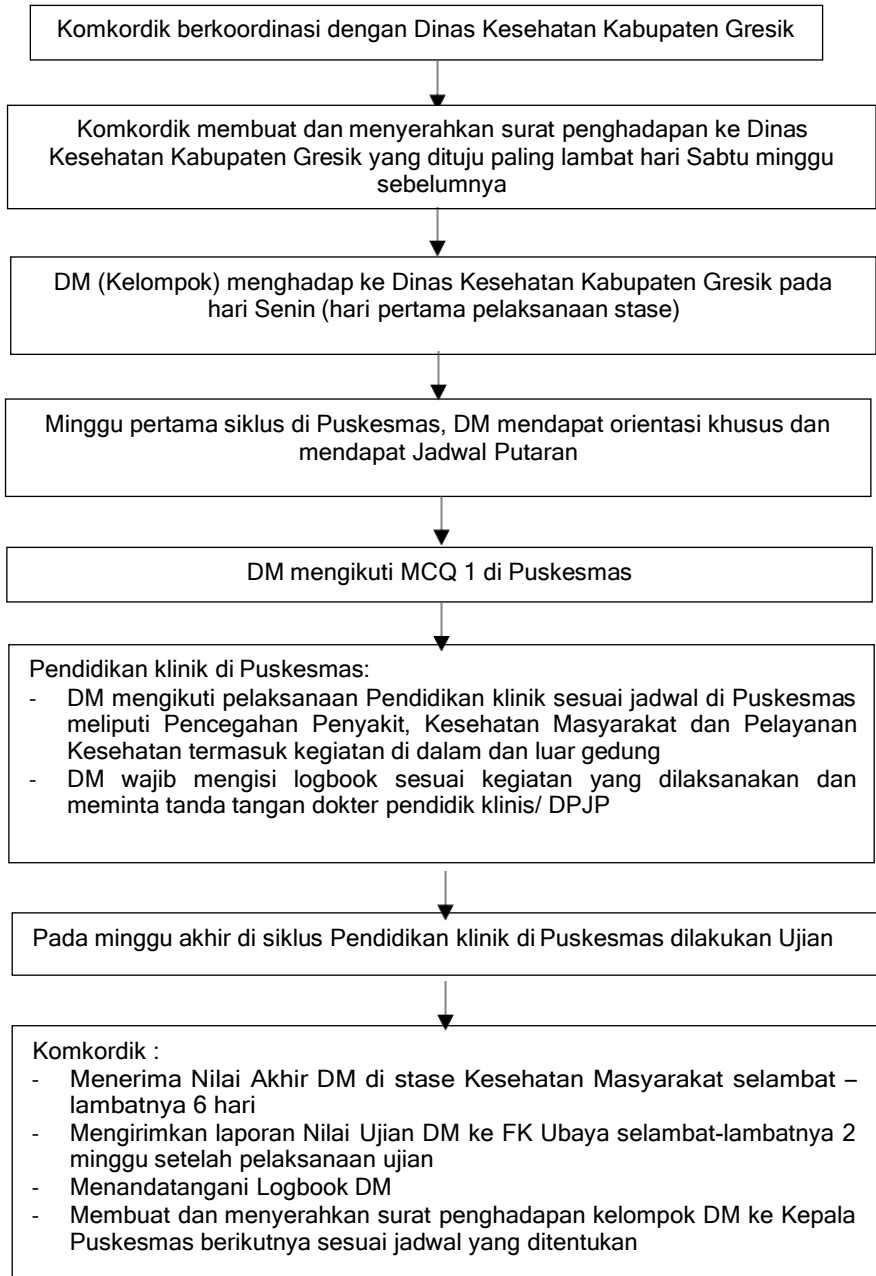 Komkordik berkoordinasi dengan Dinas Kesehatan Kabupaten Gresik
Komkordik membuat dan menyerahkan surat penghadapan ke Dinas
Kesehatan Kabupaten Gresik yang dituju paling lambat hari Sabtu minggu
sebelumnya
DM (Kelompok) menghadap ke Dinas Kesehatan Kabupaten Gresik pada
hari Senin (hari pertama pelaksanaan stase)
Minggu pertama siklus di Puskesmas, DM mendapat orientasi khusus dan
mendapat Jadwal Putaran
DM mengikuti MCQ 1 di Puskesmas
Pendidikan klinik di Puskesmas:
- DM mengikuti pelaksanaan Pendidikan klinik sesuai jadwal di Puskesmas
meliputi Pencegahan Penyakit, Kesehatan Masyarakat dan Pelayanan
Kesehatan termasuk kegiatan di dalam dan luar gedung
- DM wajib mengisi logbook sesuai kegiatan yang dilaksanakan dan
meminta tanda tangan dokter pendidik klinis/ DPJP
Pada minggu akhir di siklus Pendidikan klinik di Puskesmas dilakukan Ujian
Komkordik :
- Menerima Nilai Akhir DM di stase Kesehatan Masyarakat selambat –
lambatnya 6 hari
- Mengirimkan laporan Nilai Ujian DM ke FK Ubaya selambat-lambatnya 2
minggu setelah pelaksanaan ujian
- Menandatangani Logbook DM
- Membuat dan menyerahkan surat penghadapan kelompok DM ke Kepala
Puskesmas berikutnya sesuai jadwal yang ditentukan